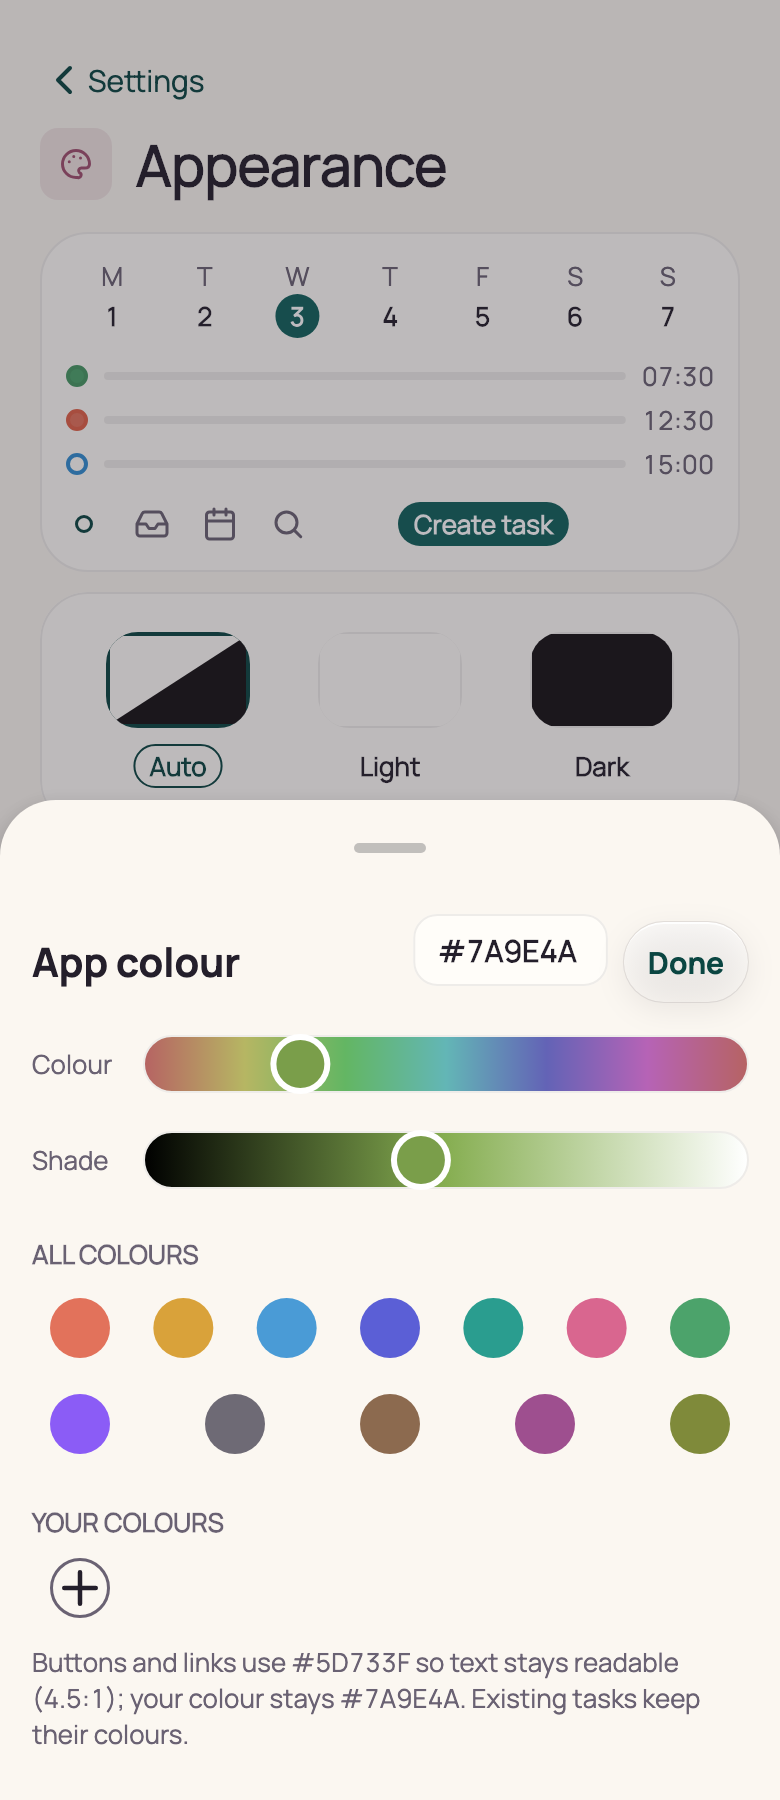 Settings
Appearance
M T W T F S S
1 2 3 4 5 6 7
07:30
12:30
15:00
Create task
Auto Light Dark
App colour #7A9E4A Done
Colour
Shade
ALL COLOURS
YOUR COLOURS
Buttons and links use #5D733F so text stays readable
(4.5:1); your colour stays #7A9E4A. Existing tasks keep
their colours.